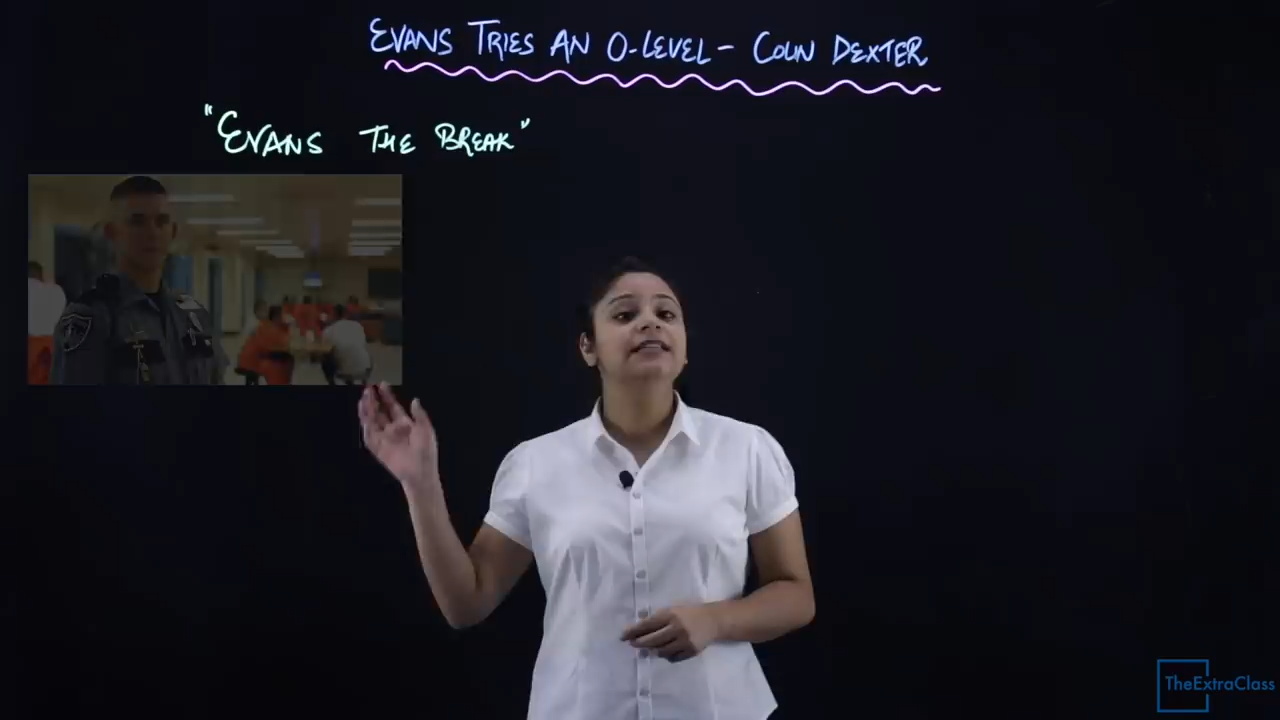 EVANS TRIES AN O-LEVEL - COLIN DEXTER
"EVANS THE BREAK"
TheExtraClass